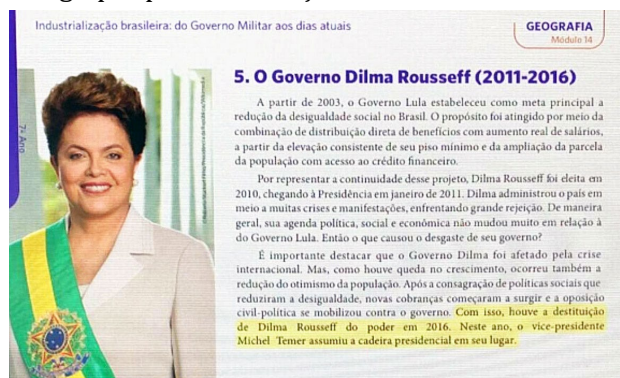 Industrialização brasileira: do Governo Militar aos dias atuais
GEOGRAFIA
Módulo 14
7º Ano
5. O Governo Dilma Rousseff (2011-2016)
A partir de 2003, o Governo Lula estabeleceu como meta principal a
redução da desigualdade social no Brasil. O propósito foi atingido por meio da
combinação de distribuição direta de benefícios com aumento real de salários,
a partir da elevação consistente de seu piso mínimo e da ampliação da parcela
da população com acesso ao crédito financeiro.
Por representar a continuidade desse projeto, Dilma Rousseff foi eleita em
2010, chegando à Presidência em janeiro de 2011. Dilma administrou o país em
meio a muitas crises e manifestações, enfrentando grande rejeição. De maneira
geral, sua agenda política, social e econômica não mudou muito em relação à
do Governo Lula. Então o que causou o desgaste de seu governo?
É importante destacar que o Governo Dilma foi afetado pela crise
internacional. Mas, como houve queda no crescimento, ocorreu também a
redução do otimismo da população. Após a consagração de políticas sociais que
reduziram a desigualdade, novas cobranças começaram a surgir e a oposição
civil-política se mobilizou contra o governo. Com isso, houve a destituição
de Dilma Rousseff do poder em 2016. Neste ano, o vice-presidente
Michel Temer assumiu a cadeira presidencial em seu lugar.